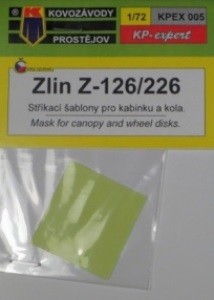 K
KOVOZÁVODY
PROSTĚJOV
1/72 KPEX 005
KP-expert
Zlin Z-126/226
Stříkací šablony pro kabinku a kola.
Mask for canopy and wheel disks.